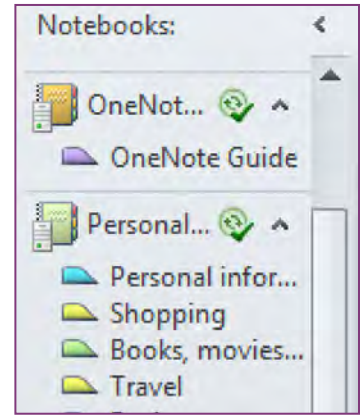 Notebooks:
OneNot...
OneNote Guide
Personal...
Personal infor...
Shopping
Books, movies...
Travel